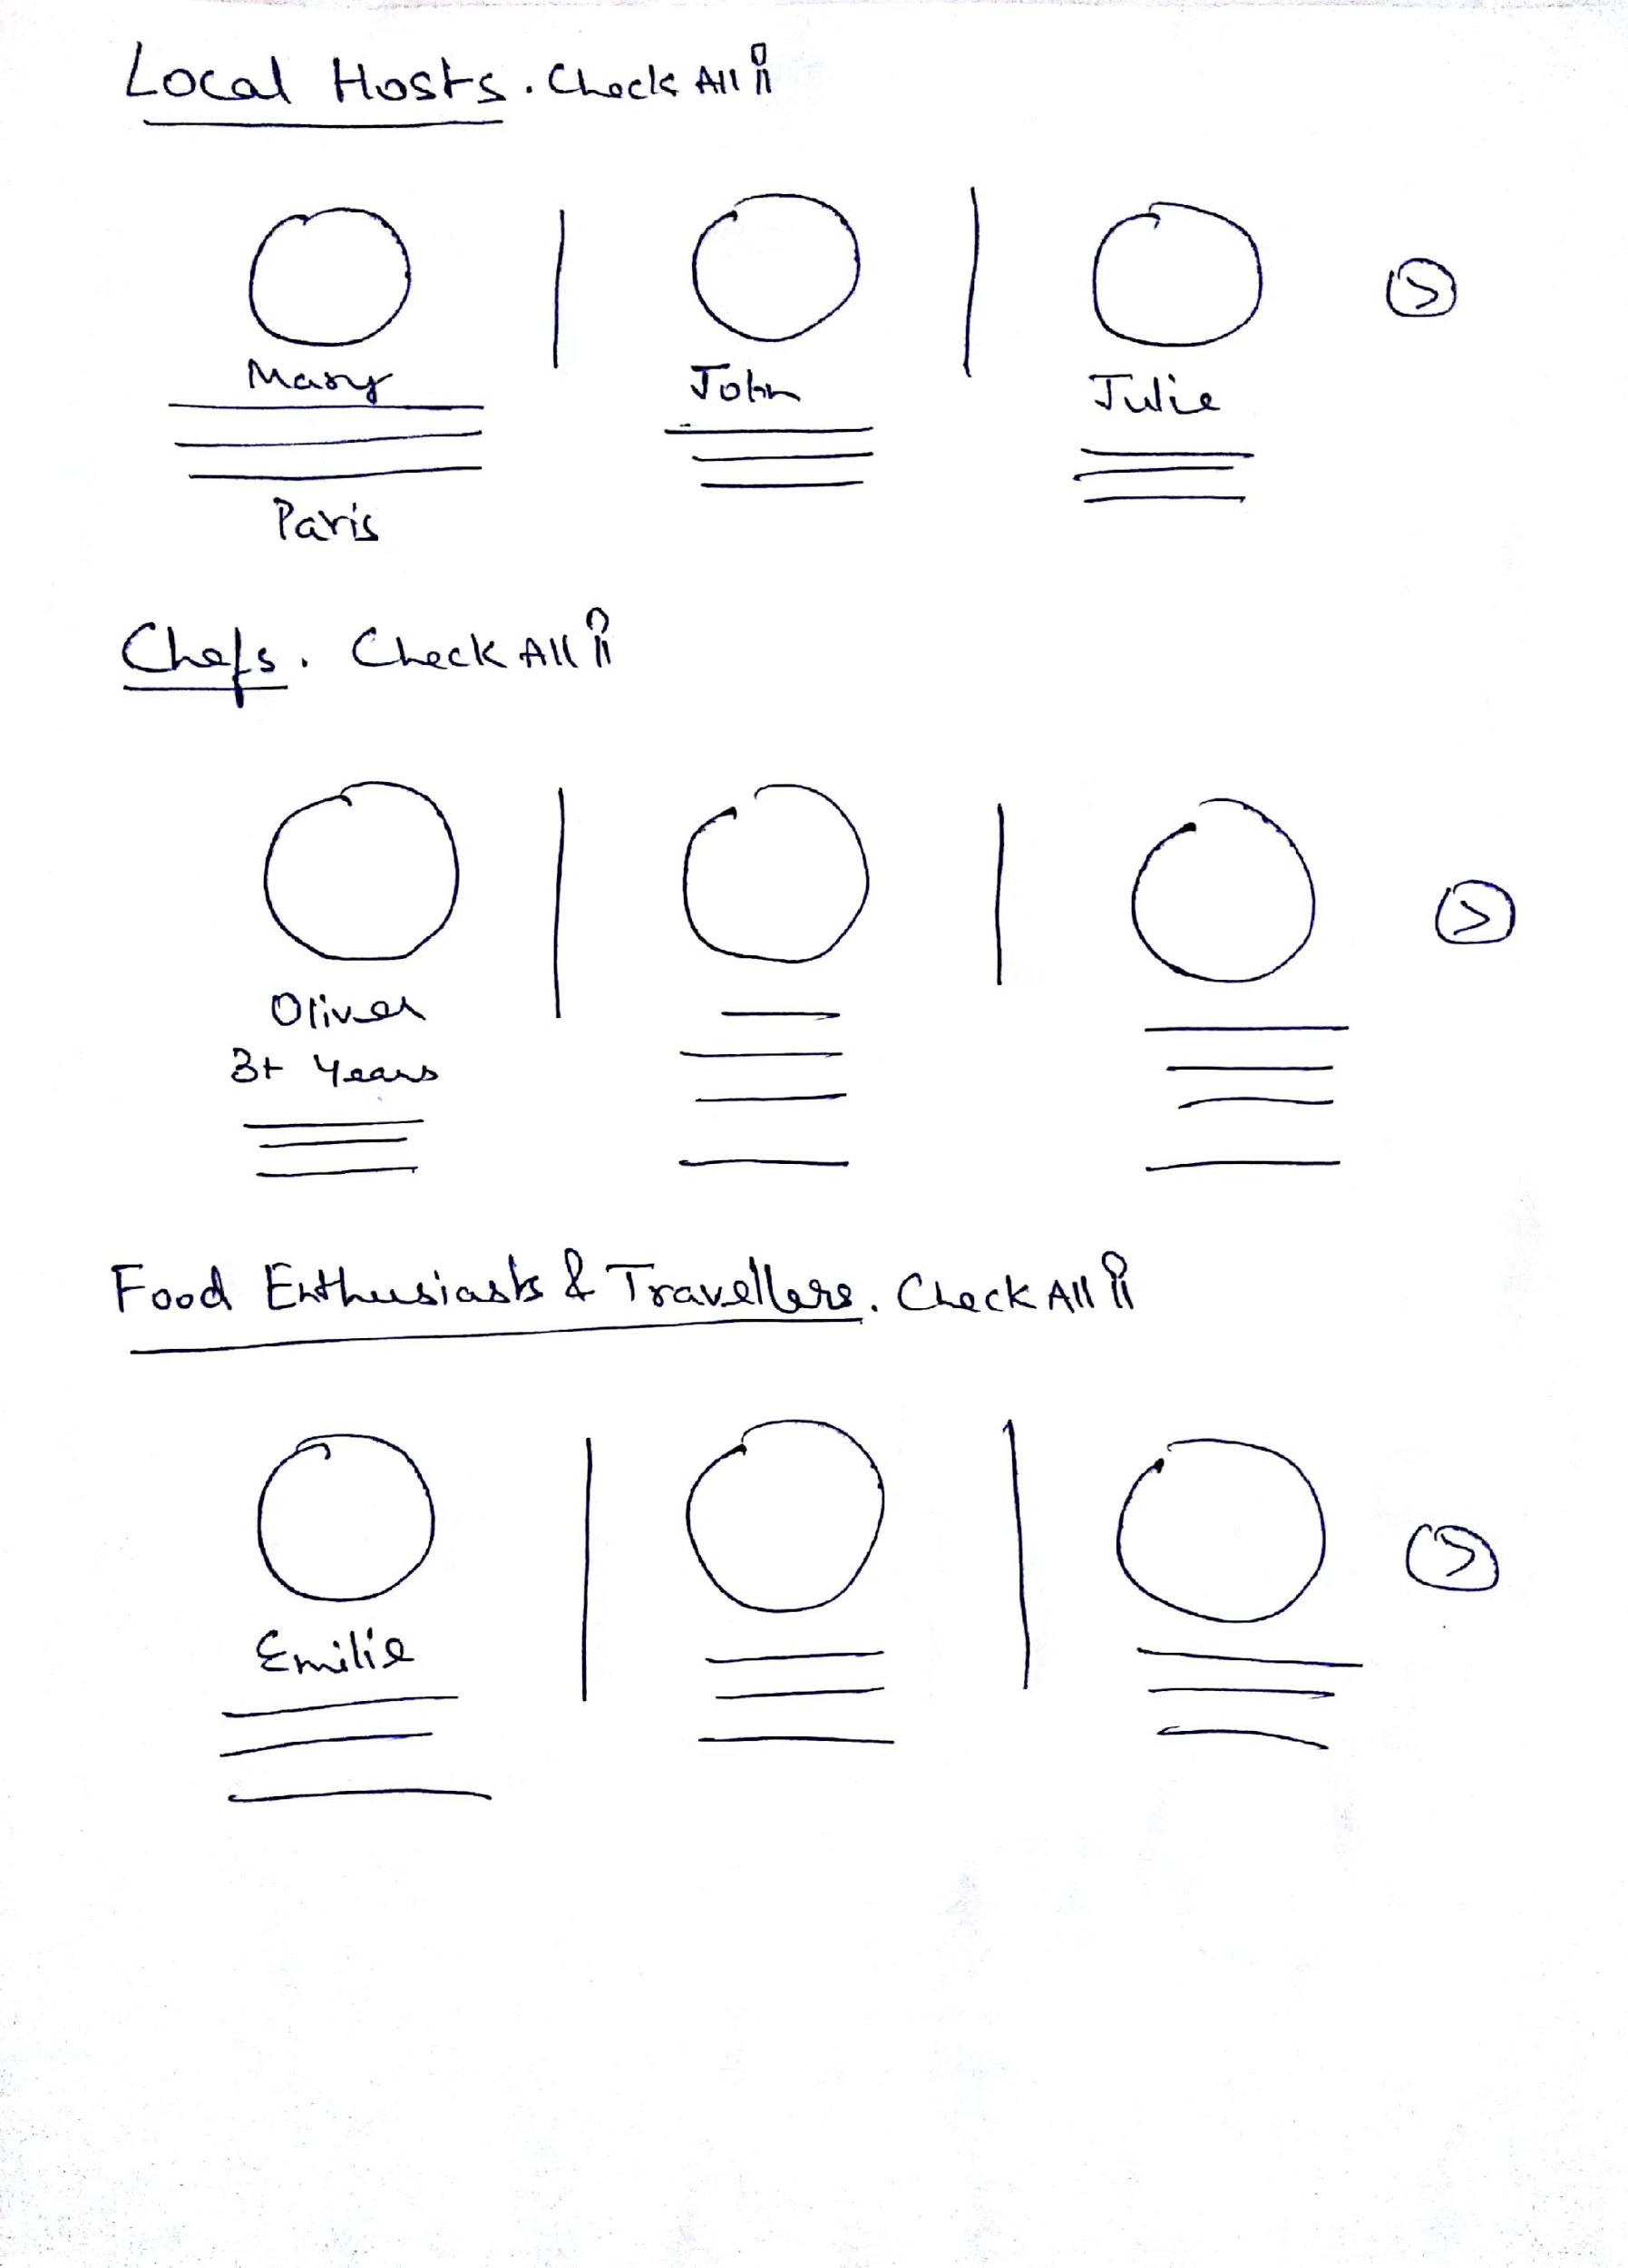 Local Hosts. Check All
Mary
John
Julie
Paris
Chefs. Check All
Oliver
3+ Years
Food Enthusiasts & Travellers. Check All
Emilie